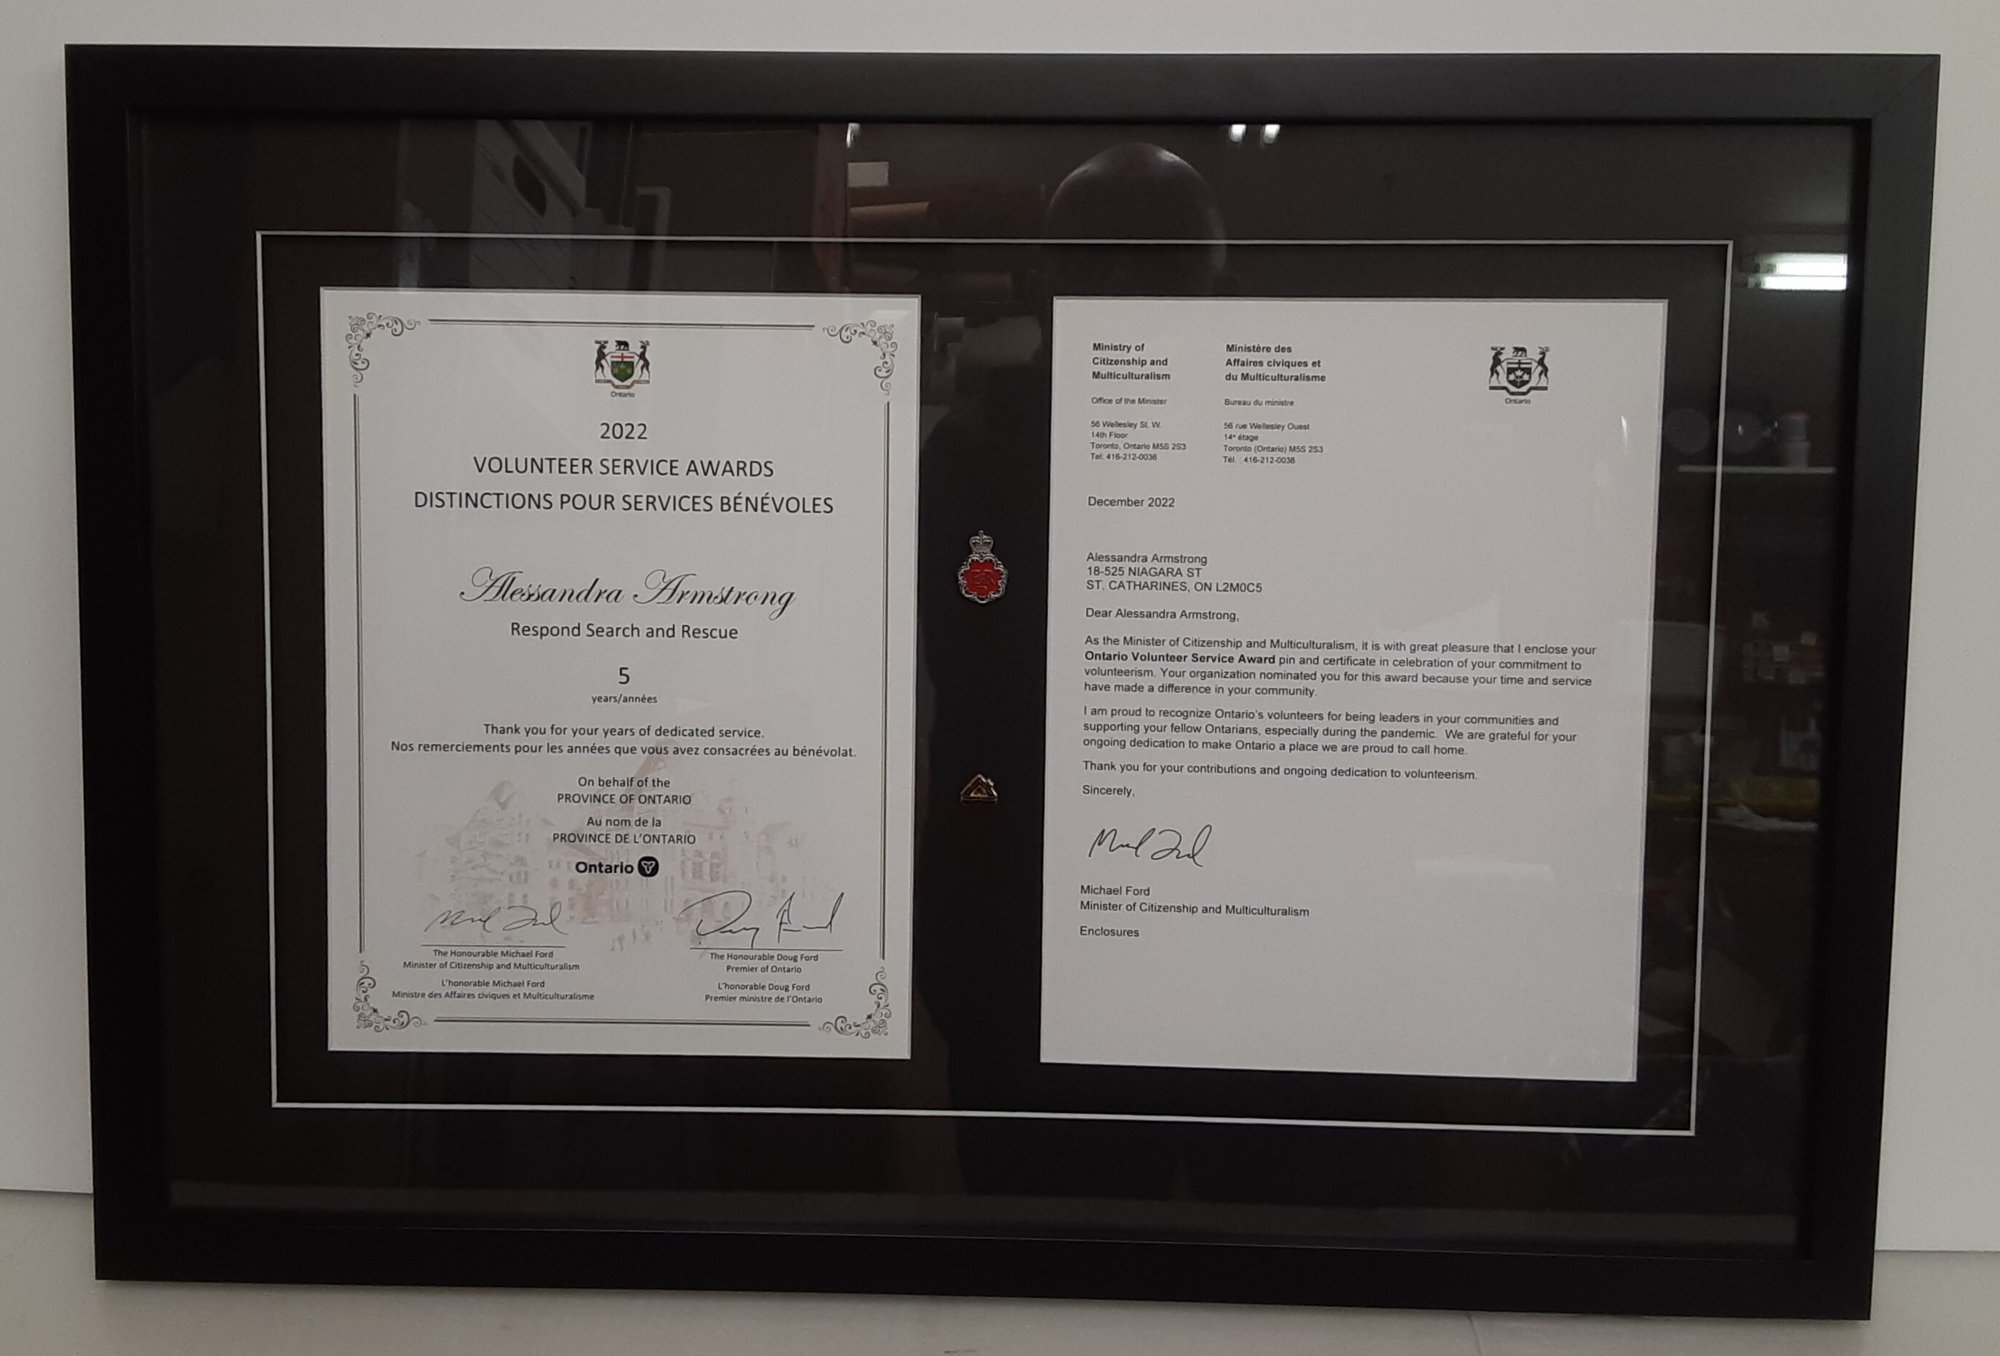 Ontario
2022
VOLUNTEER SERVICE AWARDS
DISTINCTIONS POUR SERVICES BÉNÉVOLES
Alessandra Armstrong
Respond Search and Rescue
5
years/années
Thank you for your years of dedicated service.
Nos remerciements pour les années que vous avez consacrées au bénévolat.
On behalf of the
PROVINCE OF ONTARIO
Au nom de la
PROVINCE DE L'ONTARIO
Ontario
The Honourable Michael Ford
Minister of Citizenship and Multiculturalism
L'honorable Michael Ford
Ministre des Affaires civiques et Multiculturalisme
Doug Ford
The Honourable Doug Ford
Premier of Ontario
L'honorable Doug Ford
Premier ministre de l'Ontario
Ministry of
Citizenship and
Multiculturalism
Office of the Minister
56 Wellesley St. W.
14th Floor
Toronto, Ontario M5S 2S3
Tel: 416-212-0036
Ministère des
Affaires civiques et
du Multiculturalisme
Bureau du ministre
56 rue Wellesley Ouest
14e étage
Toronto (Ontario) M5S 2S3
Tél. : 416-212-0036
Ontario
December 2022
Alessandra Armstrong
18-525 NIAGARA ST
ST. CATHARINES, ON L2M0C5
Dear Alessandra Armstrong,
As the Minister of Citizenship and Multiculturalism, it is with great pleasure that I enclose your
Ontario Volunteer Service Award pin and certificate in celebration of your commitment to
volunteerism. Your organization nominated you for this award because your time and service
have made a difference in your community.
I am proud to recognize Ontario's volunteers for being leaders in your communities and
supporting your fellow Ontarians, especially during the pandemic. We are grateful for your
ongoing dedication to make Ontario a place we are proud to call home.
Thank you for your contributions and ongoing dedication to volunteerism.
Sincerely,
Michael Ford
Minister of Citizenship and Multiculturalism
Enclosures